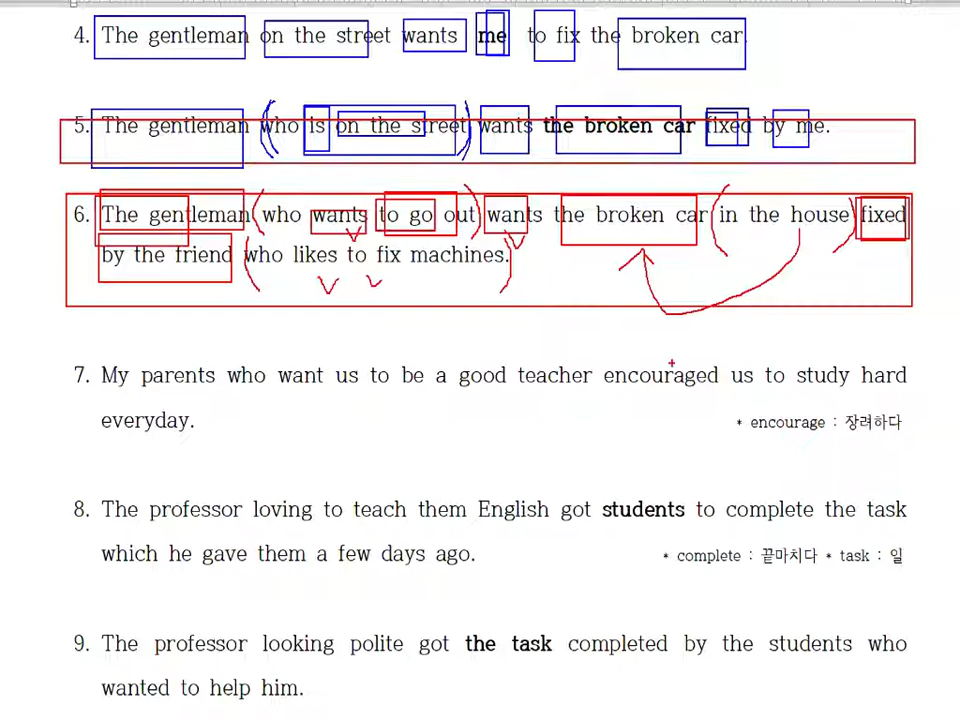 4. The gentleman on the street wants me to fix the broken car.
5. The gentleman who is on the street wants the broken car fixed by me.
6. The gentleman who wants to go out wants the broken car in the house fixed
by the friend who likes to fix machines.
7. My parents who want us to be a good teacher encouraged us to study hard
everyday. * encourage : 장려하다
8. The professor loving to teach them English got students to complete the task
which he gave them a few days ago. * complete : 끝마치다 * task : 일
9. The professor looking polite got the task completed by the students who
wanted to help him.